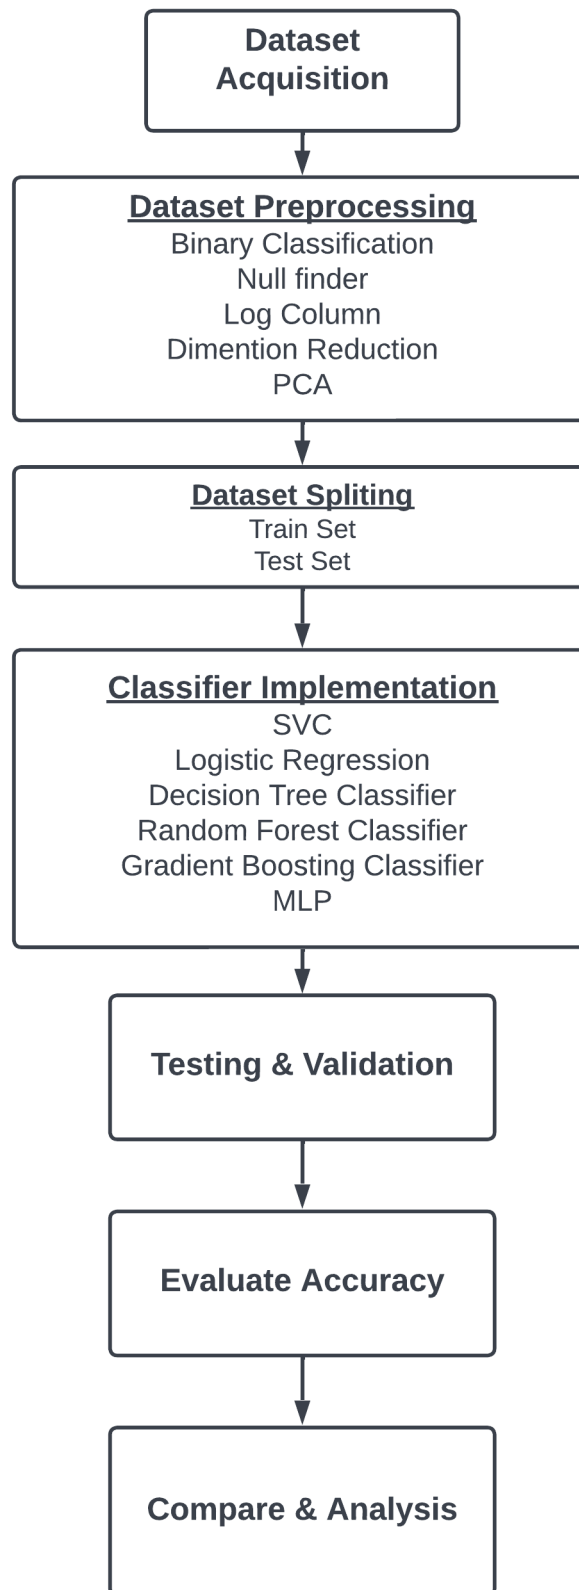 Dataset
Acquisition
Dataset Preprocessing
Binary Classification
Null finder
Log Column
Dimention Reduction
PCA
Dataset Spliting
Train Set
Test Set
Classifier Implementation
SVC
Logistic Regression
Decision Tree Classifier
Random Forest Classifier
Gradient Boosting Classifier
MLP
Testing & Validation
Evaluate Accuracy
Compare & Analysis